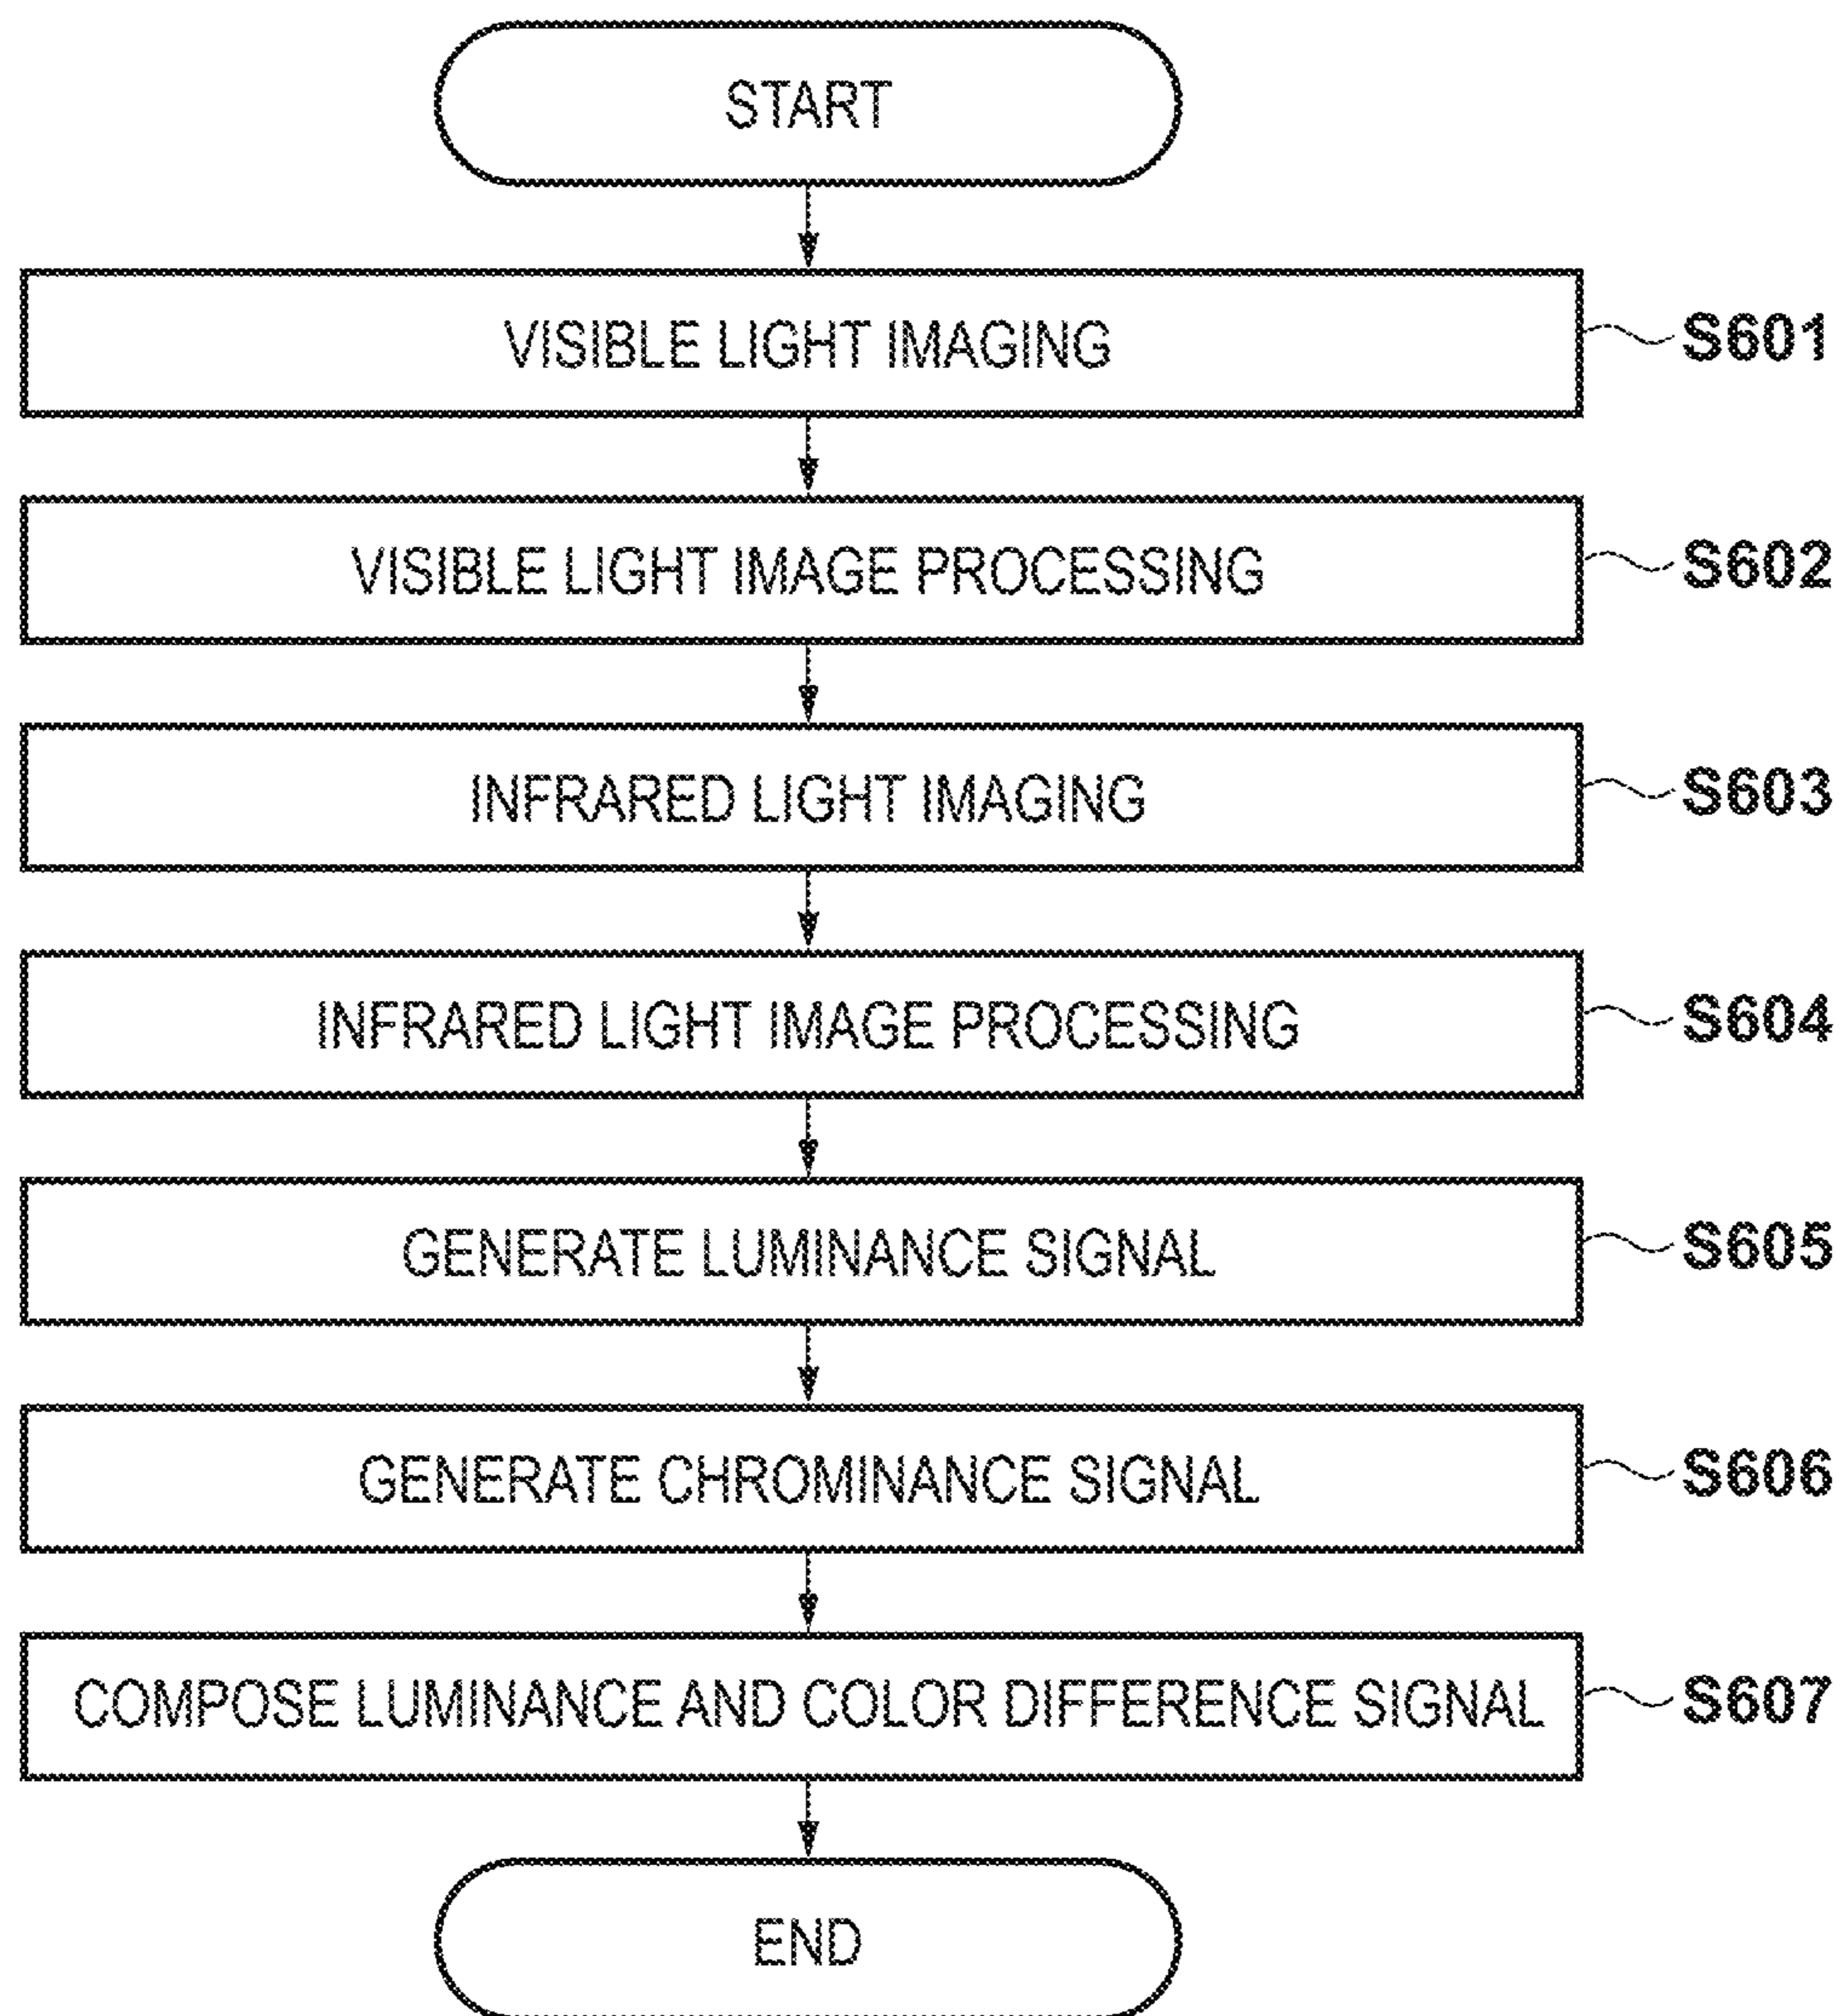 START
VISIBLE LIGHT IMAGING S601
VISIBLE LIGHT IMAGE PROCESSING S602
INFRARED LIGHT IMAGING S603
INFRARED LIGHT IMAGE PROCESSING S604
GENERATE LUMINANCE SIGNAL S605
GENERATE CHROMINANCE SIGNAL S606
COMPOSE LUMINANCE AND COLOR DIFFERENCE SIGNAL S607
END